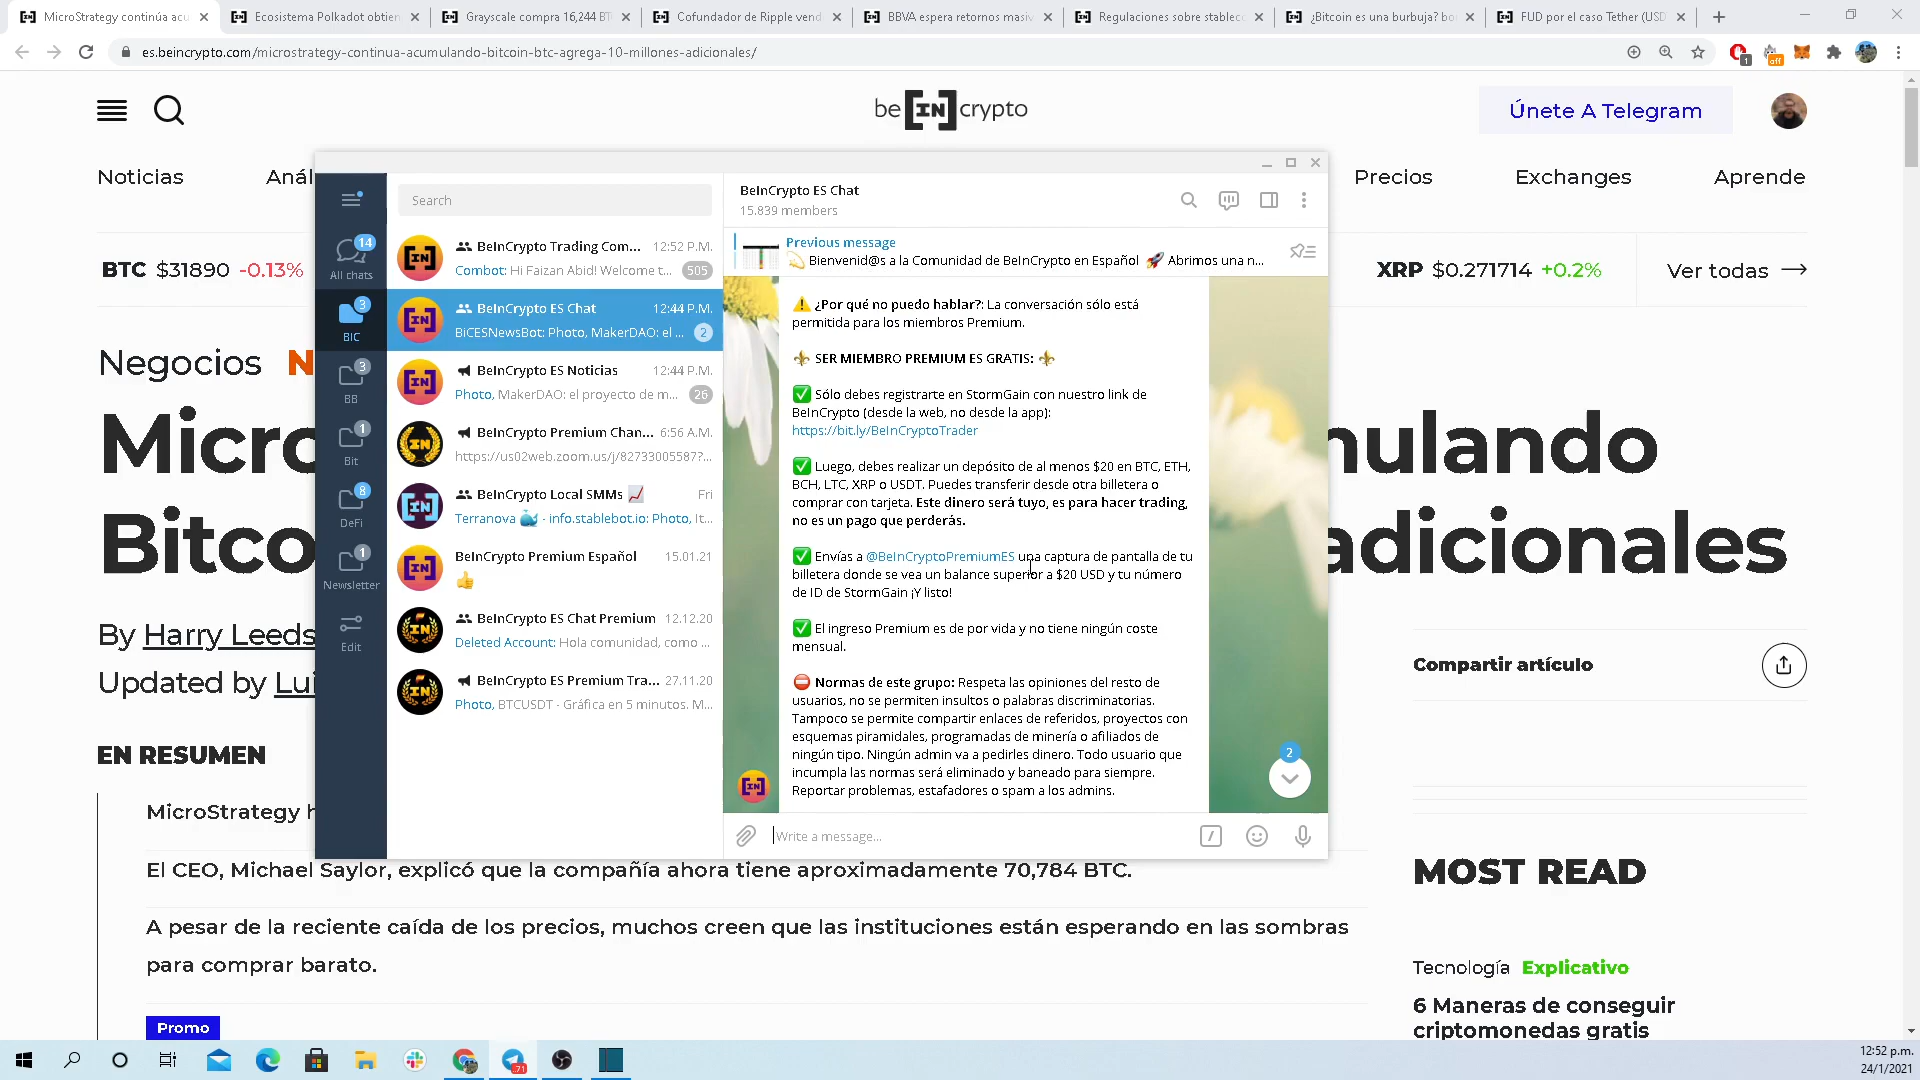 MicroStrategy continúa acu
Ecosistema Polkadot obtien
Grayscale compra 16,244 BT
Cofundador de Ripple vend
BBVA espera retornos masiv
Regulaciones sobre stablecc
¿Bitcoin es una burbuja? bo
FUD por el caso Tether (USD
es.beincrypto.com/microstrategy-continua-acumulando-bitcoin-btc-agrega-10-millones-adicionales/
1
off
be[IN]crypto
Únete A Telegram
Noticias
Anál
Precios
Exchanges
Aprende
BTC $31890 -0.13%
XRP $0.271714 +0.2%
Ver todas
Negocios N
Micro
mulando
Bitco
adicionales
By Harry Leeds
Updated by Lui
EN RESUMEN
MicroStrategy h
El CEO, Michael Saylor, explicó que la compañía ahora tiene aproximadamente 70,784 BTC.
A pesar de la reciente caída de los precios, muchos creen que las instituciones están esperando en las sombras
para comprar barato.
Promo
Compartir artículo
MOST READ
Tecnología Explicativo
6 Maneras de conseguir
criptomonedas gratis
14
All chats
3
BIC
3
BB
1
Bit
8
DeFi
1
Newsletter
Edit
Search
BeInCrypto Trading Com... 12:52 P.M.
Combot: Hi Faizan Abid! Welcome t... 505
BeInCrypto ES Chat 12:44 P.M.
BiCESNewsBot: Photo, MakerDAO: el ... 2
BeInCrypto ES Noticias 12:44 P.M.
Photo, MakerDAO: el proyecto de m... 26
BeInCrypto Premium Chan... 6:56 A.M.
https://us02web.zoom.us/j/82733005587?...
BeInCrypto Local SMMs Fri
Terranova - info.stablebot.io: Photo, It...
BeInCrypto Premium Español 15.01.21
BeInCrypto ES Chat Premium 12.12.20
Deleted Account: Hola comunidad, como ...
BeInCrypto ES Premium Tra... 27.11.20
Photo, BTCUSDT - Gráfica en 5 minutos. M...
BeInCrypto ES Chat
15.839 members
Previous message
Bienvenid@s a la Comunidad de BeInCrypto en Español 🚀 Abrimos una n...
⚠️ ¿Por qué no puedo hablar?: La conversación sólo está
permitida para los miembros Premium.
⚜️ SER MIEMBRO PREMIUM ES GRATIS: ⚜️
✅ Sólo debes registrarte en StormGain con nuestro link de
BeInCrypto (desde la web, no desde la app):
https://bit.ly/BeInCryptoTrader
✅ Luego, debes realizar un depósito de al menos $20 en BTC, ETH,
BCH, LTC, XRP o USDT. Puedes transferir desde otra billetera o
comprar con tarjeta. Este dinero será tuyo, es para hacer trading,
no es un pago que perderás.
✅ Envías a @BeInCryptoPremiumES una captura de pantalla de tu
billetera donde se vea un balance superior a $20 USD y tu número
de ID de StormGain ¡Y listo!
✅ El ingreso Premium es de por vida y no tiene ningún coste
mensual.
⛔ Normas de este grupo: Respeta las opiniones del resto de
usuarios, no se permiten insultos o palabras discriminatorias.
Tampoco se permite compartir enlaces de referidos, proyectos con
esquemas piramidales, programadas de minería o afiliados de
ningún tipo. Ningún admin va a pedirles dinero. Todo usuario que
incumpla las normas será eliminado y baneado para siempre.
Reportar problemas, estafadores o spam a los admins.
2
Write a message...
71
12:52 p.m.
24/1/2021